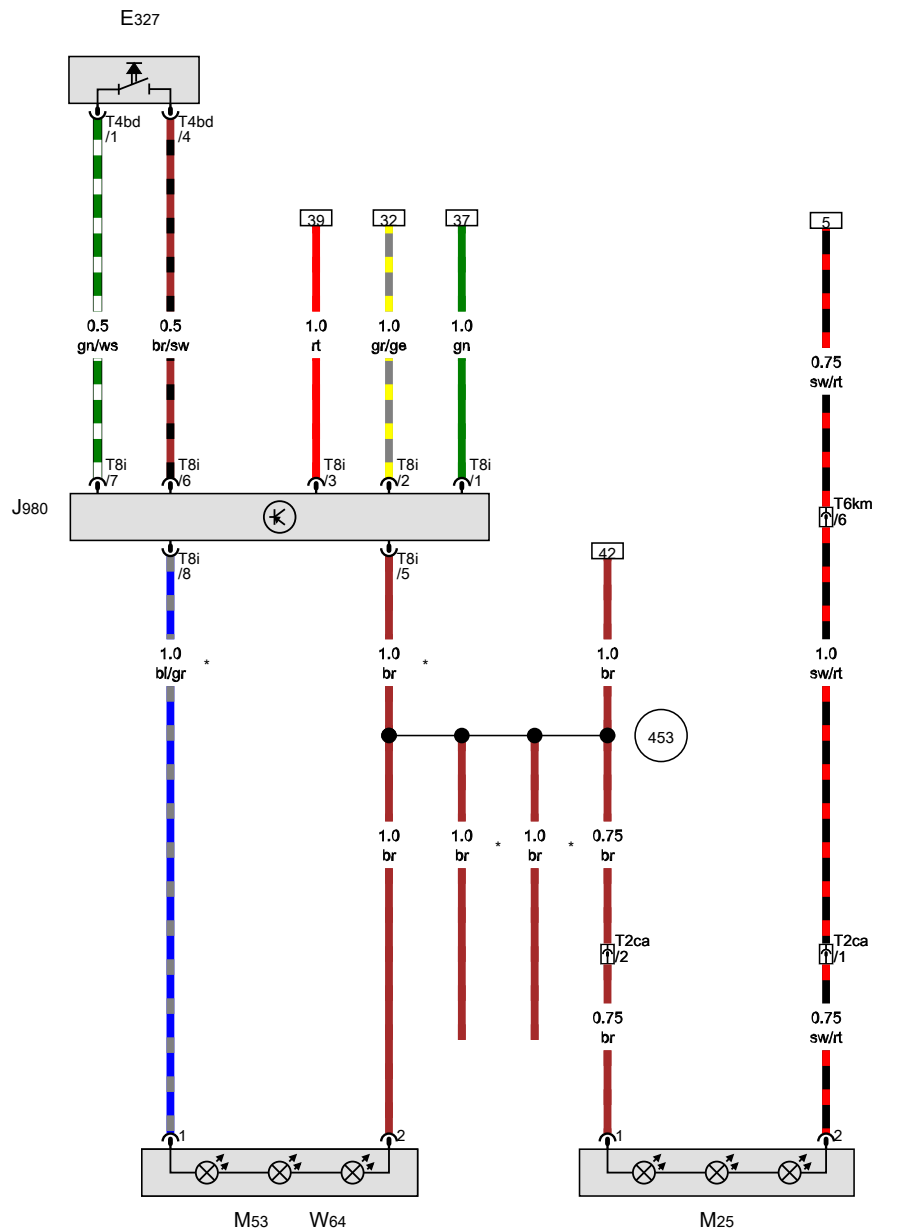 E327
T4bd
/1
T4bd
/4
39
32
37
5
0.5
gn/ws
0.5
br/sw
1.0
rt
1.0
gr/ge
1.0
gn
0.75
sw/rt
T8i
/7
T8i
/6
T8i
/3
T8i
/2
T8i
/1
J980
T6km
/6
T8i
/8
T8i
/5
42
1.0
bl/gr
*
1.0
br
*
1.0
br
1.0
sw/rt
453
1.0
br
1.0
br
*
1.0
br
*
0.75
br
T2ca
/2
T2ca
/1
0.75
br
0.75
sw/rt
1
2
1
2
M53
W64
M25